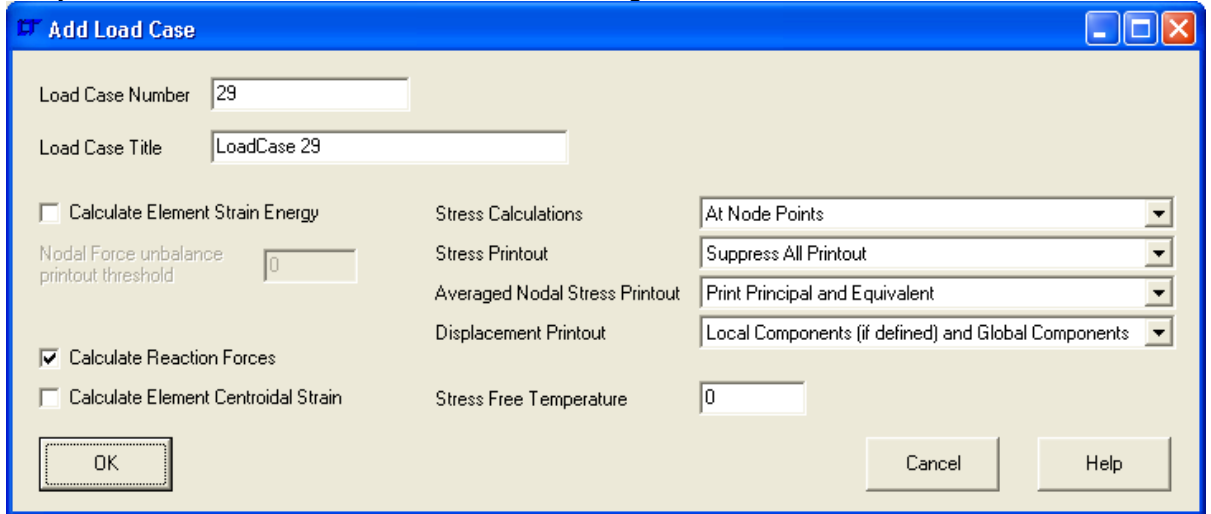 Add Load Case
Load Case Number 29
Load Case Title LoadCase 29
Calculate Element Strain Energy
Stress Calculations At Node Points
Nodal Force unbalance
printout threshold 0
Stress Printout Suppress All Printout
Averaged Nodal Stress Printout Print Principal and Equivalent
Displacement Printout Local Components (if defined) and Global Components
Calculate Reaction Forces
Calculate Element Centroidal Strain
Stress Free Temperature 0
OK
Cancel
Help